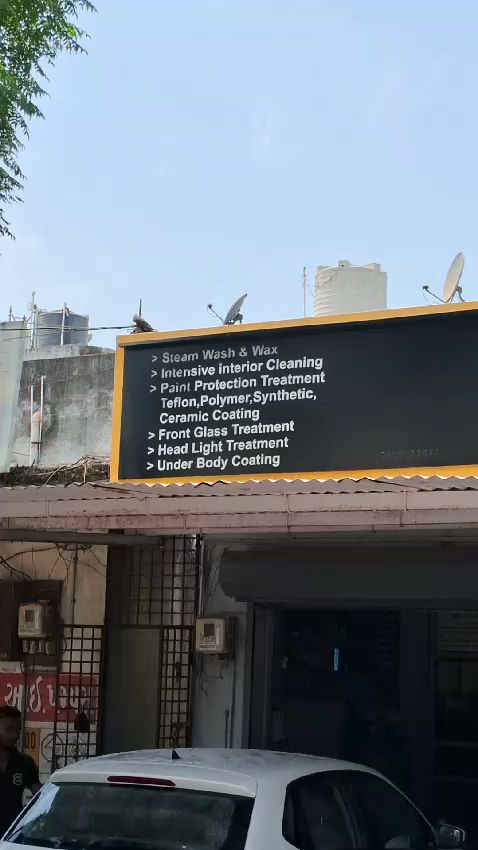 > Steam Wash & Wax
> Intensive Interior Cleaning
> Paint Protection Treatment
Teflon,Polymer,Synthetic,
Ceramic Coating
> Front Glass Treatment
> Head Light Treatment
> Under Body Coating